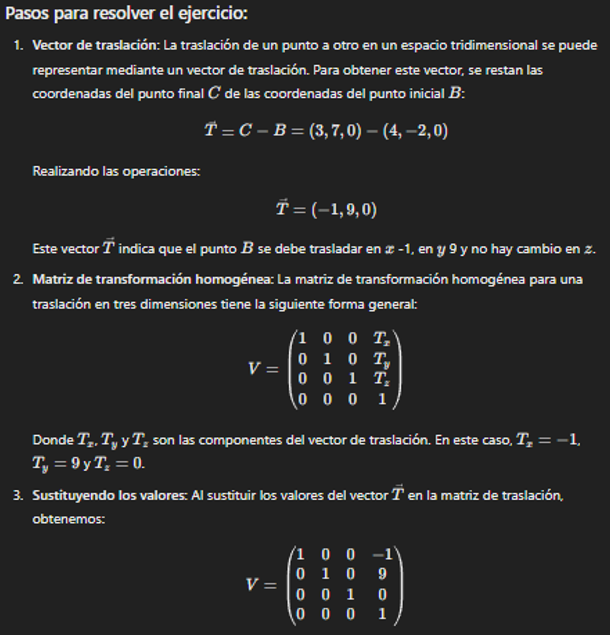 Pasos para resolver el ejercicio:
1. Vector de traslación: La traslación de un punto a otro en un espacio tridimensional se puede
representar mediante un vector de traslación. Para obtener este vector, se restan las
coordenadas del punto final C de las coordenadas del punto inicial B:
T⃗ = C − B = (3, 7, 0) − (4, −2, 0)
Realizando las operaciones:
T⃗ = (−1, 9, 0)
Este vector T⃗ indica que el punto B se debe trasladar en x -1, en y 9 y no hay cambio en z.
2. Matriz de transformación homogénea: La matriz de transformación homogénea para una
traslación en tres dimensiones tiene la siguiente forma general:
V =
1 0 0 Tₓ
0 1 0 T_y
0 0 1 T_z
0 0 0 1
Donde Tₓ, T_y y T_z son las componentes del vector de traslación. En este caso, Tₓ = −1,
T_y = 9 y T_z = 0.
3. Sustituyendo los valores: Al sustituir los valores del vector T⃗ en la matriz de traslación,
obtenemos:
V =
1 0 0 −1
0 1 0 9
0 0 1 0
0 0 0 1